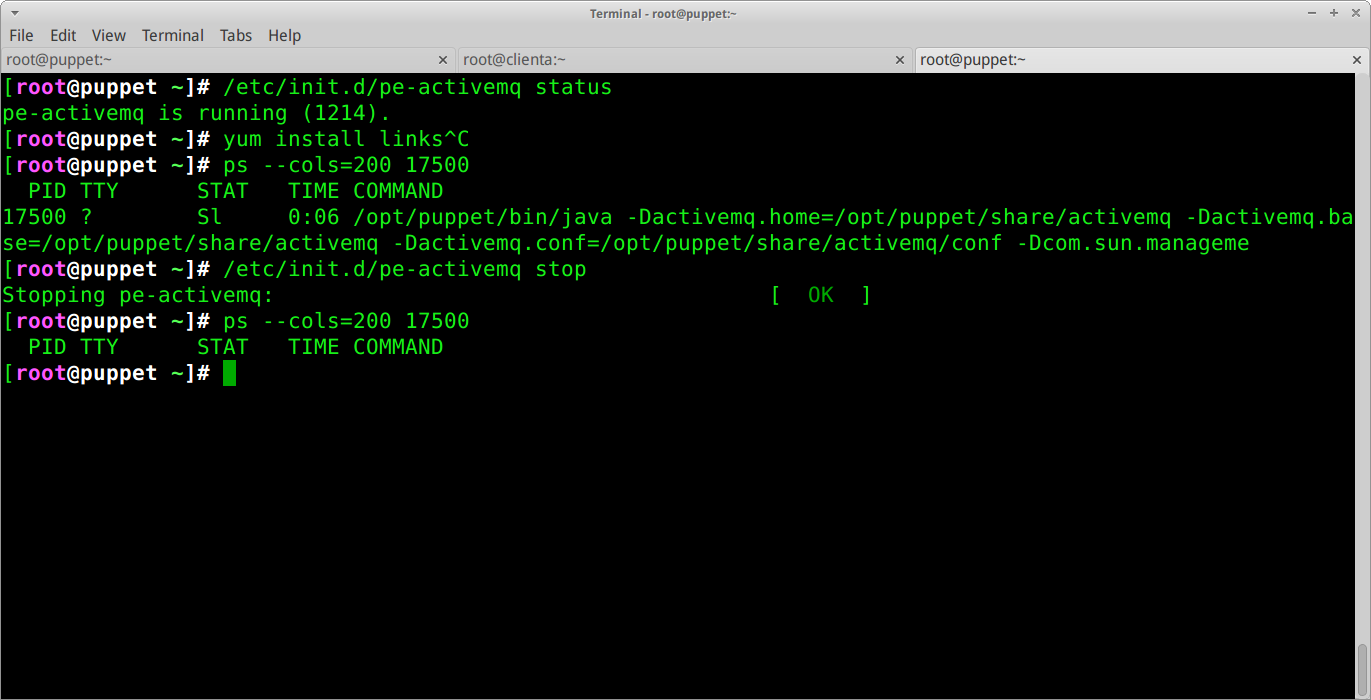 Terminal - root@puppet:~
File Edit View Terminal Tabs Help
root@puppet:~ root@clienta:~ root@puppet:~
[root@puppet ~]# /etc/init.d/pe-activemq status
pe-activemq is running (1214).
[root@puppet ~]# yum install links^C
[root@puppet ~]# ps --cols=200 17500
  PID TTY      STAT   TIME COMMAND
17500 ?        Sl     0:06 /opt/puppet/bin/java -Dactivemq.home=/opt/puppet/share/activemq -Dactivemq.ba
se=/opt/puppet/share/activemq -Dactivemq.conf=/opt/puppet/share/activemq/conf -Dcom.sun.manageme
[root@puppet ~]# /etc/init.d/pe-activemq stop
Stopping pe-activemq:                                      [  OK  ]
[root@puppet ~]# ps --cols=200 17500
  PID TTY      STAT   TIME COMMAND
[root@puppet ~]#